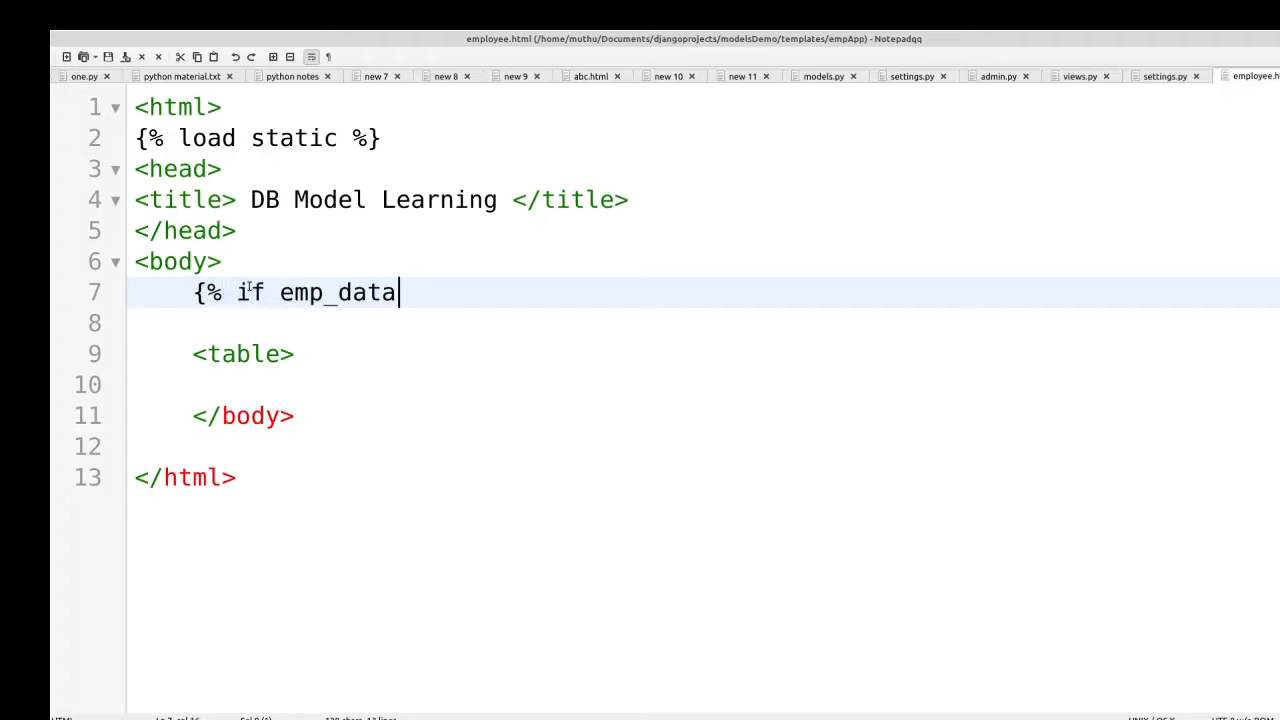 employee.html (/home/muthu/Documents/djangoprojects/modelsDemo/templates/empApp) - Notepadqq
one.py python material.txt python notes new 7 new 8 new 9 abc.html new 10 new 11 models.py settings.py admin.py views.py settings.py
1 <html>
2 {% load static %}
3 <head>
4 <title> DB Model Learning </title>
5 </head>
6 <body>
7 {% if emp_data
8
9 <table>
10
11 </body>
12
13 </html>